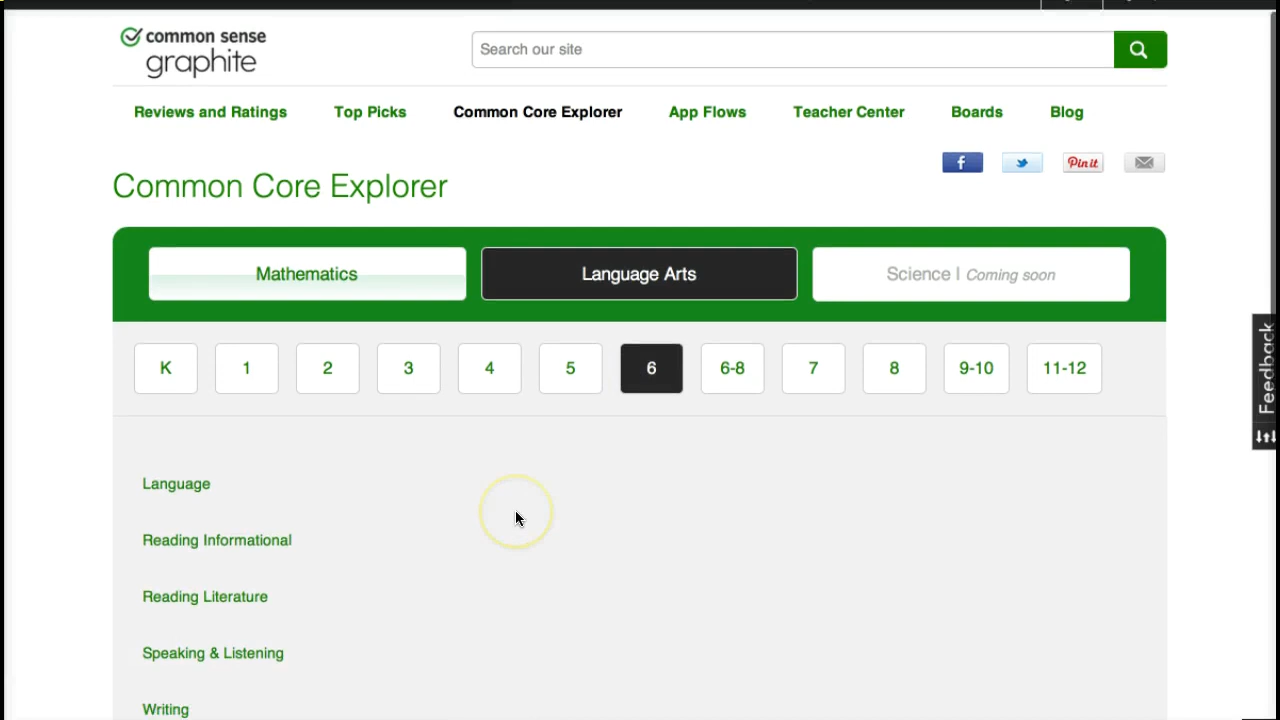 common sense
graphite
Search our site
Reviews and Ratings Top Picks Common Core Explorer App Flows Teacher Center Boards Blog
f Pin it
Common Core Explorer
Mathematics Language Arts Science | Coming soon
K 1 2 3 4 5 6 6-8 7 8 9-10 11-12
Feedback
Language
Reading Informational
Reading Literature
Speaking & Listening
Writing